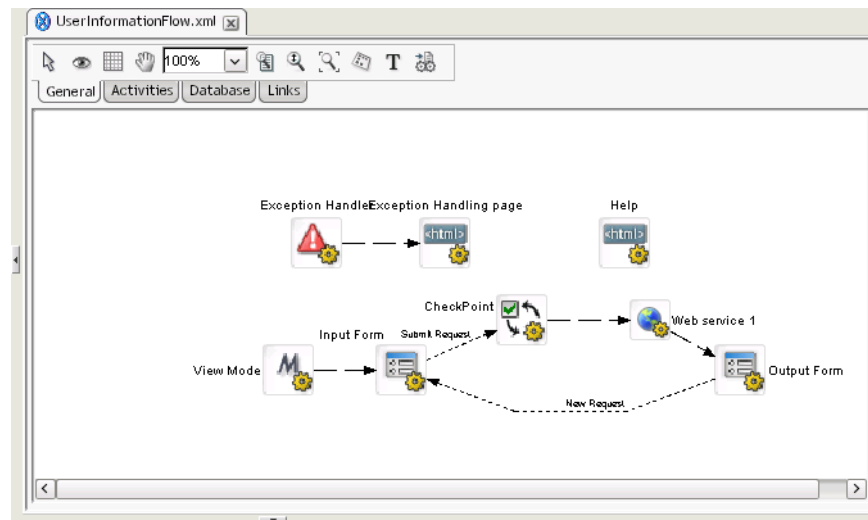 UserInformationFlow.xml
100%
T
General Activities Database Links
Exception Handler Exception Handling page Help
<html> <html>
CheckPoint
Web service 1
Input Form Submit Request
View Mode M Output Form
New Request